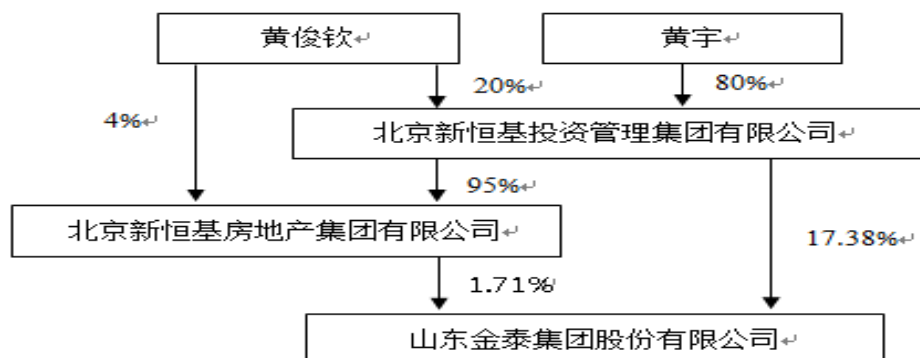 黄俊钦↵
黄宇↵
4%↵
20%↵
80%↵
北京新恒基投资管理集团有限公司↵
95%↵
北京新恒基房地产集团有限公司↵
17.38%↵
1.71%↵
山东金泰集团股份有限公司↵